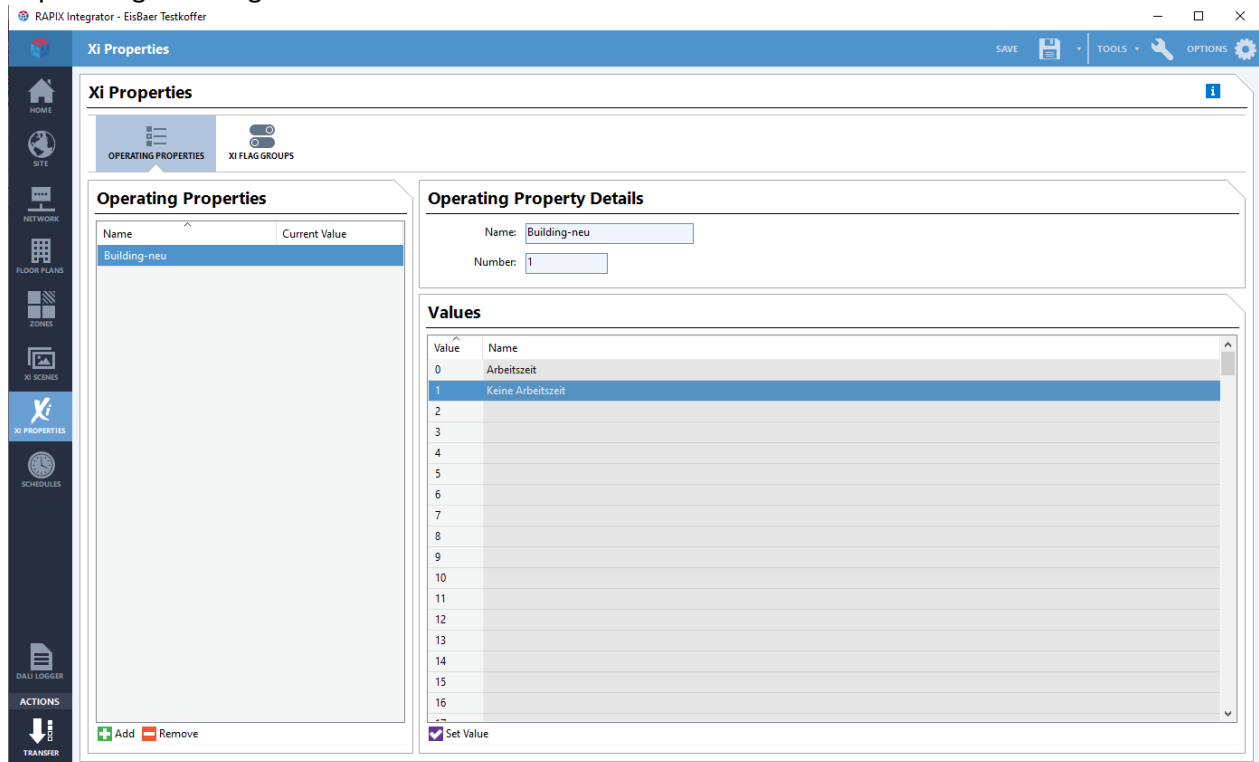 RAPIX Integrator - EisBaer Testkoffer
Xi Properties
SAVE
TOOLS
OPTIONS
HOME
SITE
NETWORK
FLOOR PLANS
ZONES
XI SCENES
Xi
XI PROPERTIES
SCHEDULES
DALI LOGGER
ACTIONS
TRANSFER
Xi Properties
i
OPERATING PROPERTIES
XI FLAG GROUPS
Operating Properties
Name Current Value
Building-neu
Add Remove
Operating Property Details
Name: Building-neu
Number: 1
Values
Value Name
0 Arbeitszeit
1 Keine Arbeitszeit
2
3
4
5
6
7
8
9
10
11
12
13
14
15
16
Set Value